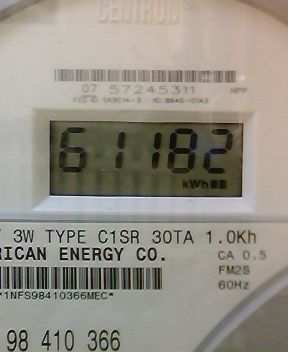 CENTRON
07 57245311
61182
kWh
3W TYPE C1SR 30TA 1.0Kh
RICAN ENERGY CO.
CA 0.5
FM2S
60Hz
*1NFS98410366MEC*
98 410 366